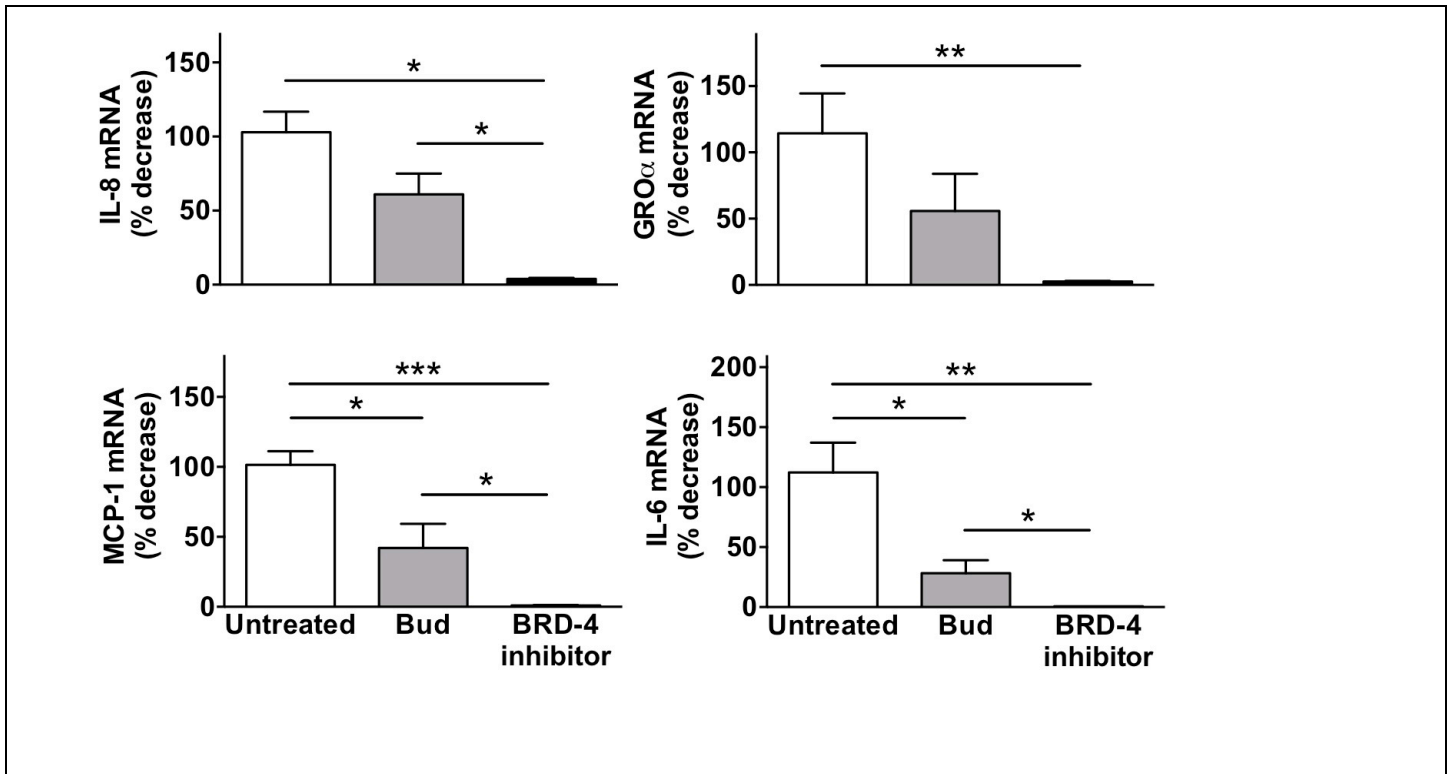 IL-8 mRNA
(% decrease)
150
100
50
0
*
*
GROα mRNA
(% decrease)
150
100
50
0
**
MCP-1 mRNA
(% decrease)
150
100
50
0
***
*
*
Untreated
Bud
BRD-4
inhibitor
IL-6 mRNA
(% decrease)
200
150
100
50
0
**
*
*
Untreated
Bud
BRD-4
inhibitor